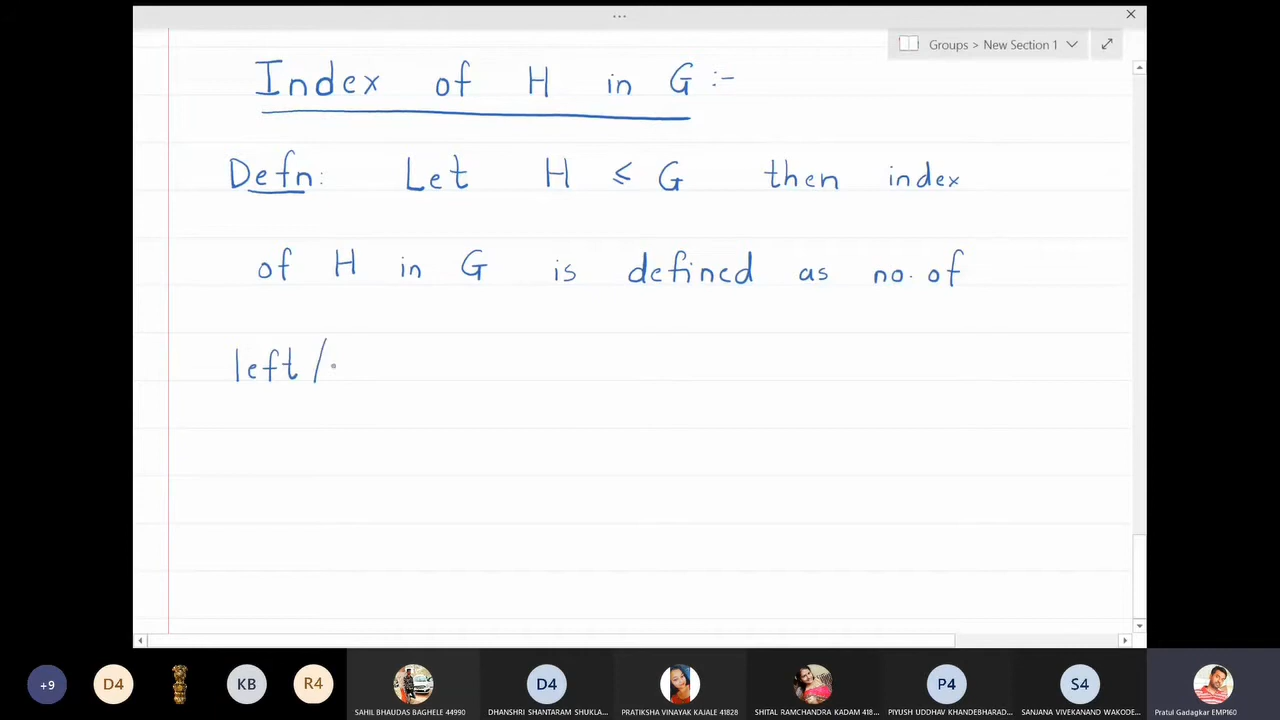 Groups > New Section 1
Index of H in G :-
Defn: Let H ≤ G then index
of H in G is defined as no. of
left /
+9
D4
KB
R4
D4
P4
S4
SAHIL BHAUDAS BAGHELE 44990
DHANSHRI SHANTARAM SHUKLA...
PRATIKSHA VINAYAK KAJALE 41828
SHITAL RAMCHANDRA KADAM 418...
PIYUSH UDDHAV KHANDEBHARAD...
SANJANA VIVEKANAND WAKODE...
Pratul Gadagkar EMP160